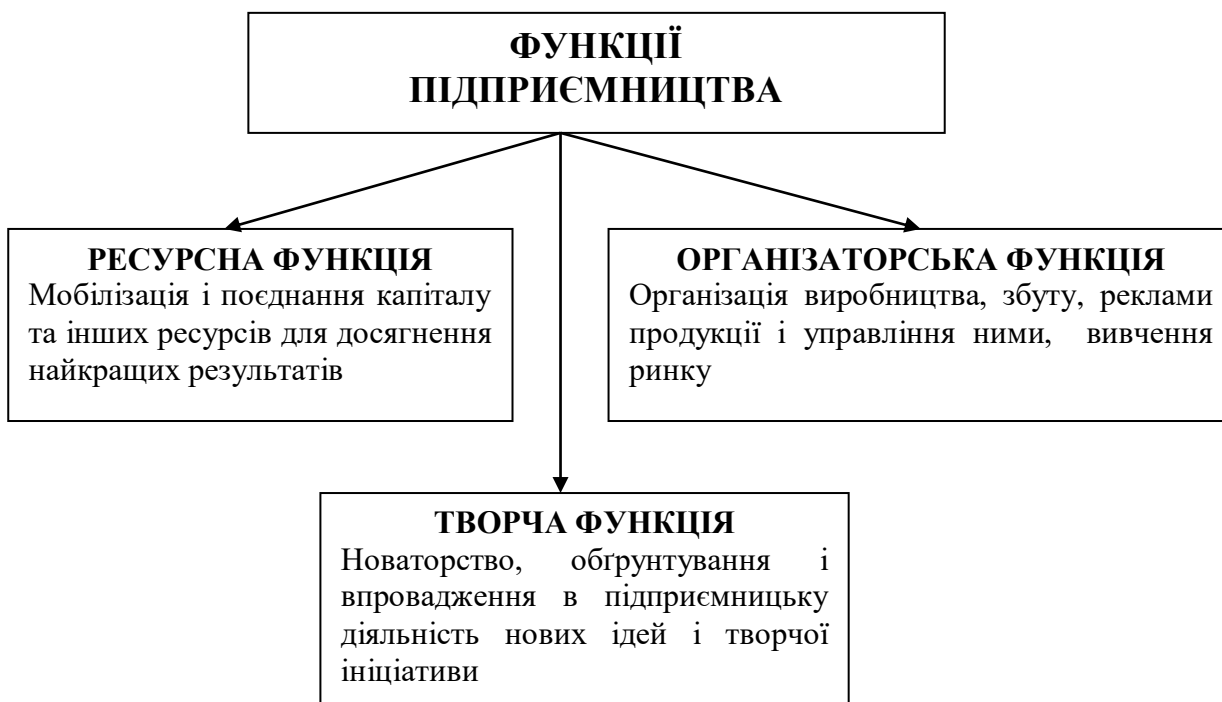 ФУНКЦІЇ
ПІДПРИЄМНИЦТВА
РЕСУРСНА ФУНКЦІЯ
Мобілізація і поєднання капіталу
та інших ресурсів для досягнення
найкращих результатів
ОРГАНІЗАТОРСЬКА ФУНКЦІЯ
Організація виробництва, збуту, реклами
продукції і управління ними, вивчення
ринку
ТВОРЧА ФУНКЦІЯ
Новаторство, обґрунтування і
впровадження в підприємницьку
діяльність нових ідей і творчої
ініціативи